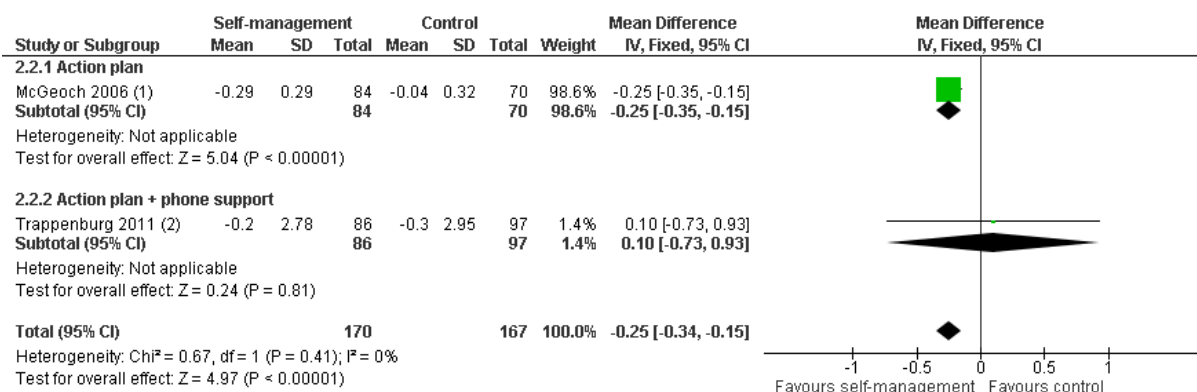 Self-management Control Mean Difference Mean Difference
Study or Subgroup Mean SD Total Mean SD Total Weight IV, Fixed, 95% CI IV, Fixed, 95% CI
2.2.1 Action plan
McGeoch 2006 (1) -0.29 0.29 84 -0.04 0.32 70 98.6% -0.25 [-0.35, -0.15]
Subtotal (95% CI) 84 70 98.6% -0.25 [-0.35, -0.15]
Heterogeneity: Not applicable
Test for overall effect: Z = 5.04 (P < 0.00001)
2.2.2 Action plan + phone support
Trappenburg 2011 (2) -0.2 2.78 86 -0.3 2.95 97 1.4% 0.10 [-0.73, 0.93]
Subtotal (95% CI) 86 97 1.4% 0.10 [-0.73, 0.93]
Heterogeneity: Not applicable
Test for overall effect: Z = 0.24 (P = 0.81)
Total (95% CI) 170 167 100.0% -0.25 [-0.34, -0.15]
Heterogeneity: Chi² = 0.67, df = 1 (P = 0.41); I² = 0%
Test for overall effect: Z = 4.97 (P < 0.00001)
-1 -0.5 0 0.5 1
Favours self-management Favours control